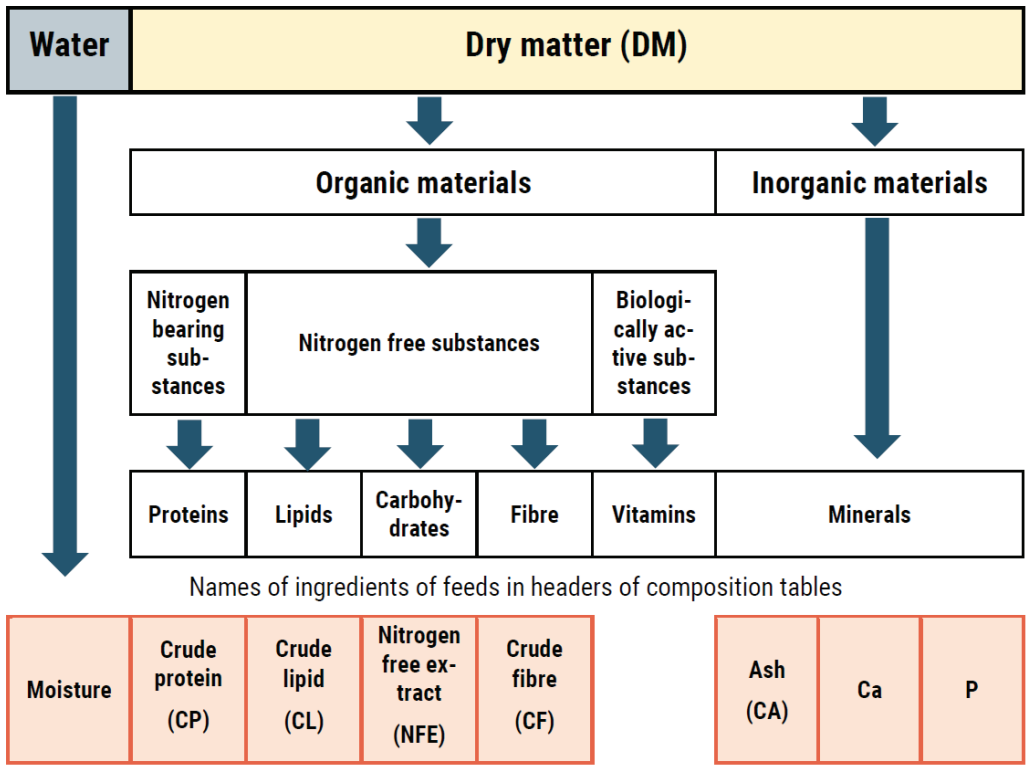 Water
Dry matter (DM)
Organic materials
Inorganic materials
Nitrogen
bearing
sub-
stances
Nitrogen free substances
Biologi-
cally ac-
tive sub-
stances
Proteins
Lipids
Carbohy-
drates
Fibre
Vitamins
Minerals
Names of ingredients of feeds in headers of composition tables
Moisture
Crude
protein
(CP)
Crude
lipid
(CL)
Nitrogen
free ex-
tract
(NFE)
Crude
fibre
(CF)
Ash
(CA)
Ca
P